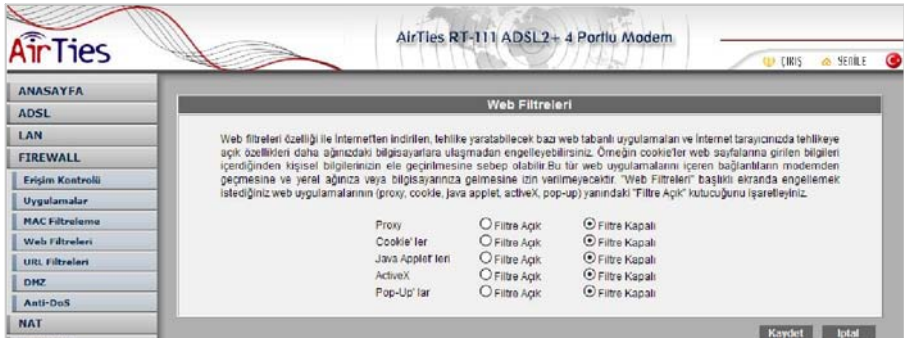 AirTies
AirTies RT-111 ADSL2+ 4 Portlu Modem
ÇIKIŞ YENİLE
ANASAYFA
ADSL
LAN
FIREWALL
Erişim Kontrolü
Uygulamalar
MAC Filtreleme
Web Filtreleri
URL Filtreleri
DMZ
Anti-DoS
NAT
Web Filtreleri
Web filtreleri özelliği ile İnternet'ten indirilen, tehlike yaratabilecek bazı web tabanlı uygulamaları ve İnternet tarayıcınızda tehlikeye
açık özellikleri daha ağınızdaki bilgisayarlara ulaşmadan engelleyebilirsiniz. Örneğin cookie'ler web sayfalarına girilen bilgileri
içerdiğinden kişisel bilgilerinizin ele geçirilmesine sebep olabilir.Bu tür web uygulamalarını içeren bağlantıların modemden
geçmesine ve yerel ağınıza veya bilgisayarınıza gelmesine izin verilmeyecektir. "Web Filtreleri" başlıklı ekranda engellemek
istediğiniz web uygulamalarının (proxy, cookie, java applet, activeX, pop-up) yanındaki "Filtre Açık" kutucuğunu işaretleyiniz.
Proxy Filtre Açık Filtre Kapalı
Cookie'ler Filtre Açık Filtre Kapalı
Java Applet'leri Filtre Açık Filtre Kapalı
ActiveX Filtre Açık Filtre Kapalı
Pop-Up'lar Filtre Açık Filtre Kapalı
Kaydet İptal